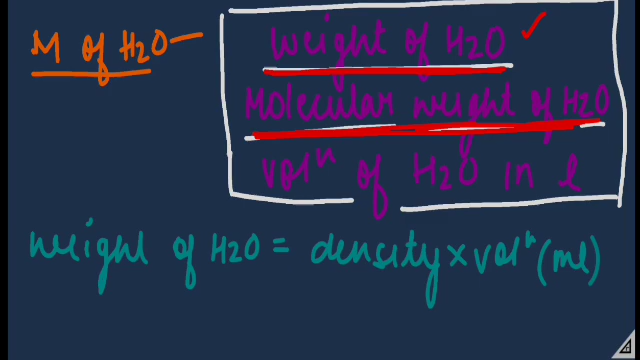 M of H2O —
Weight of H2O ✓
Molecular weight of H2O
Volⁿ of H2O in l
weight of H2O = density × volⁿ (ml)